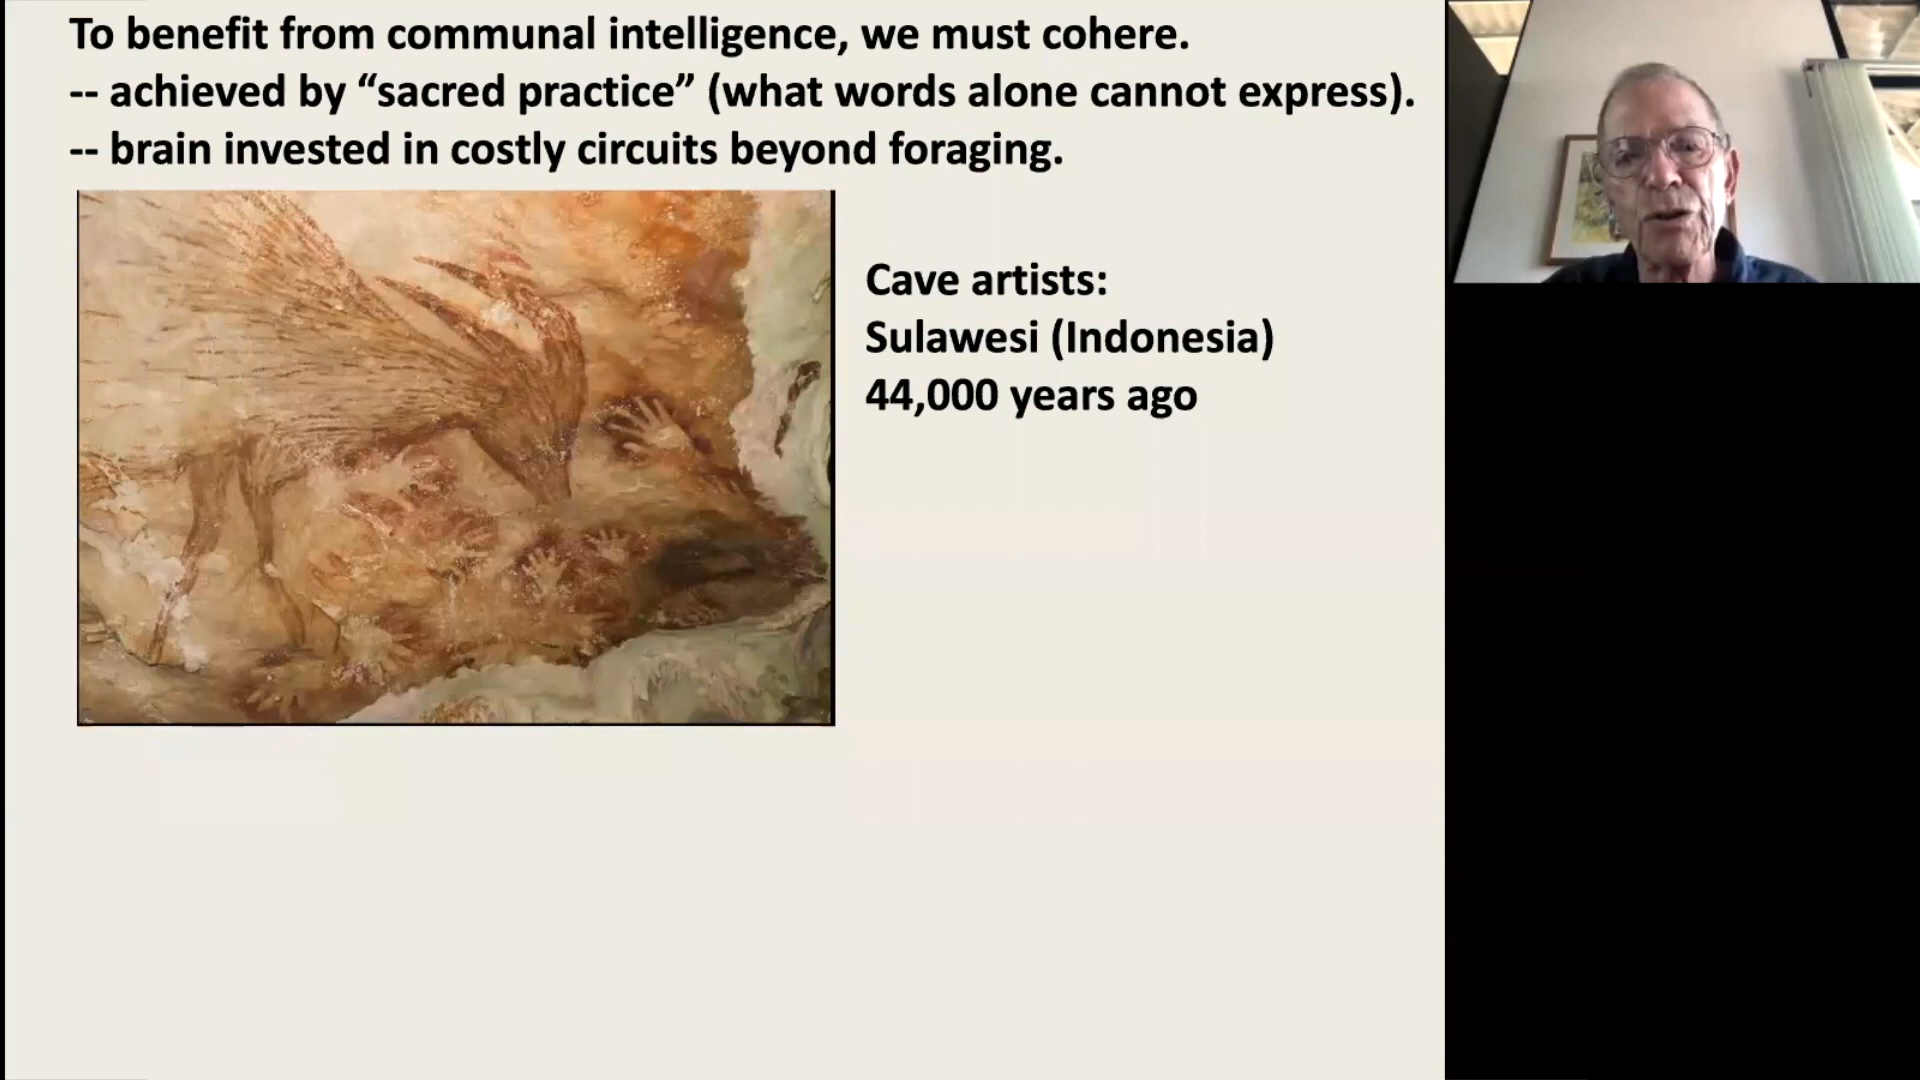 To benefit from communal intelligence, we must cohere.
-- achieved by “sacred practice” (what words alone cannot express).
-- brain invested in costly circuits beyond foraging.
Cave artists:
Sulawesi (Indonesia)
44,000 years ago